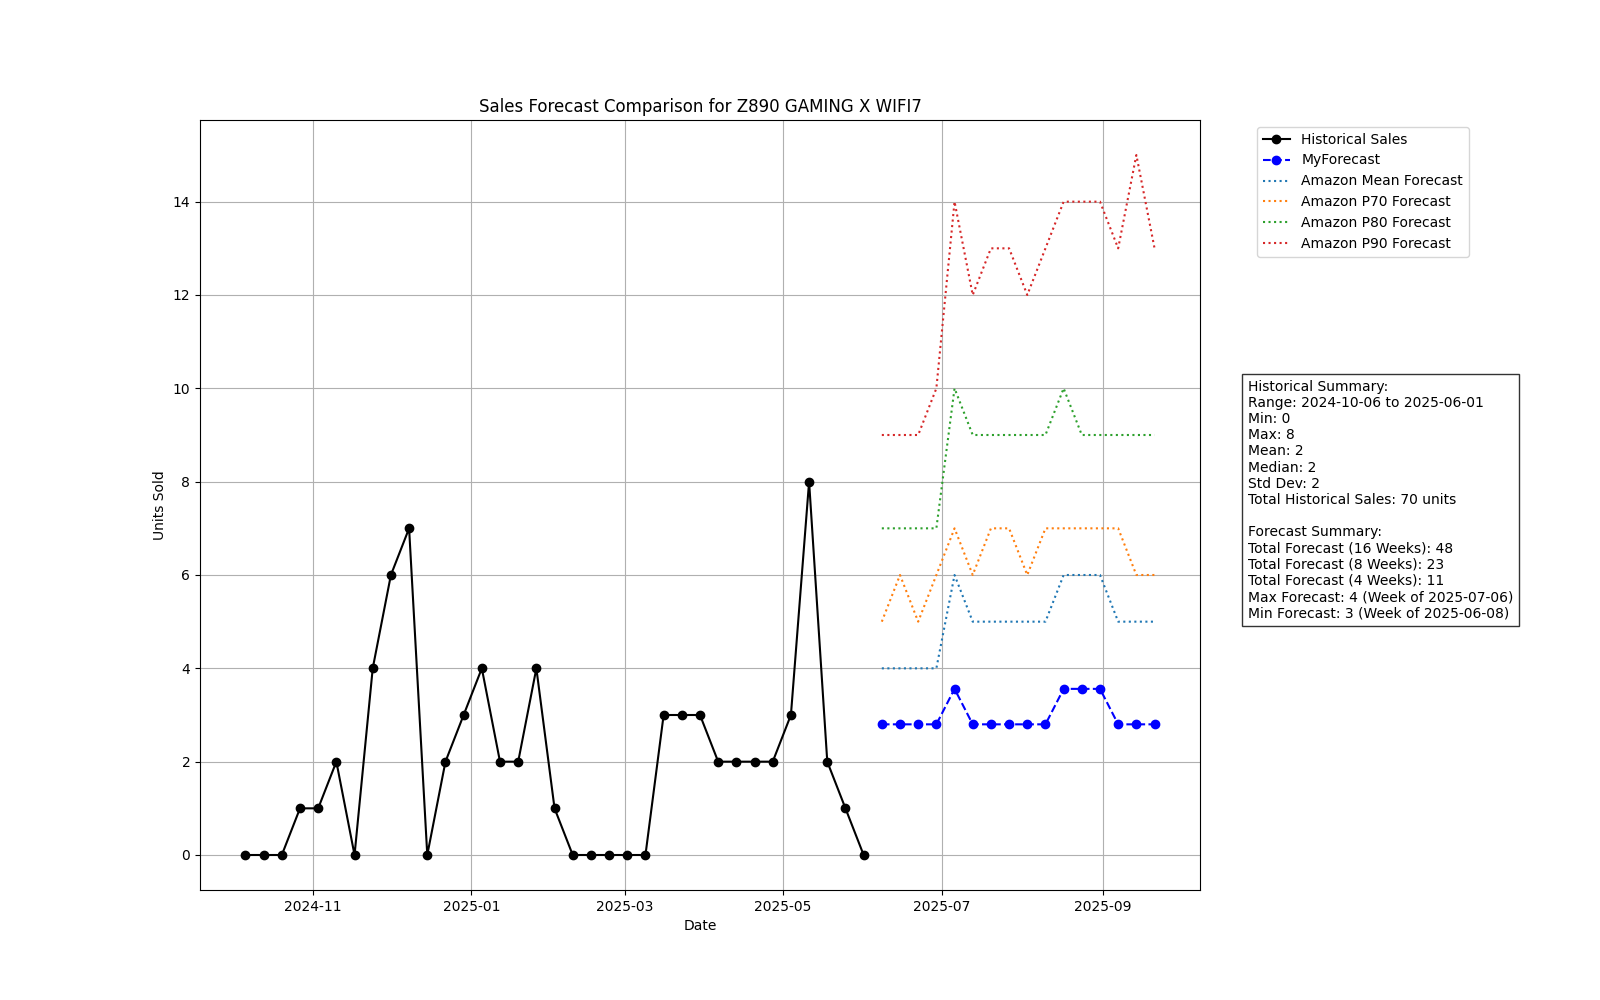 Sales Forecast Comparison for Z890 GAMING X WIFI7
Units Sold
14
12
10
8
6
4
2
0
2024-11
2025-01
2025-03
2025-05
2025-07
2025-09
Date
Historical Sales
MyForecast
Amazon Mean Forecast
Amazon P70 Forecast
Amazon P80 Forecast
Amazon P90 Forecast
Historical Summary:
Range: 2024-10-06 to 2025-06-01
Min: 0
Max: 8
Mean: 2
Median: 2
Std Dev: 2
Total Historical Sales: 70 units
Forecast Summary:
Total Forecast (16 Weeks): 48
Total Forecast (8 Weeks): 23
Total Forecast (4 Weeks): 11
Max Forecast: 4 (Week of 2025-07-06)
Min Forecast: 3 (Week of 2025-06-08)